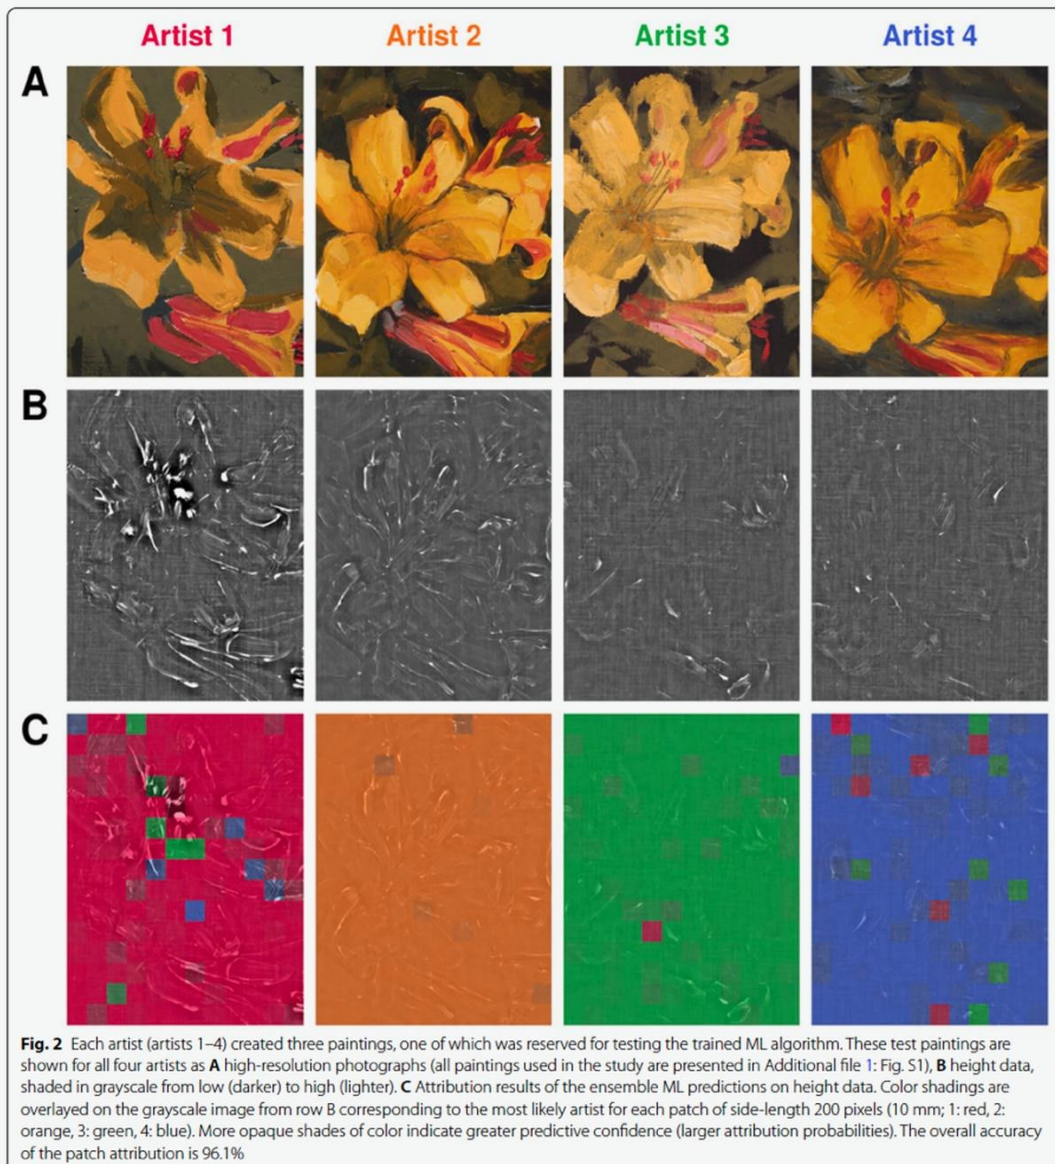 Artist 1 Artist 2 Artist 3 Artist 4
A
B
C
Fig. 2 Each artist (artists 1–4) created three paintings, one of which was reserved for testing the trained ML algorithm. These test paintings are
shown for all four artists as A high-resolution photographs (all paintings used in the study are presented in Additional file 1: Fig. S1), B height data,
shaded in grayscale from low (darker) to high (lighter). C Attribution results of the ensemble ML predictions on height data. Color shadings are
overlayed on the grayscale image from row B corresponding to the most likely artist for each patch of side-length 200 pixels (10 mm; 1: red, 2:
orange, 3: green, 4: blue). More opaque shades of color indicate greater predictive confidence (larger attribution probabilities). The overall accuracy
of the patch attribution is 96.1%